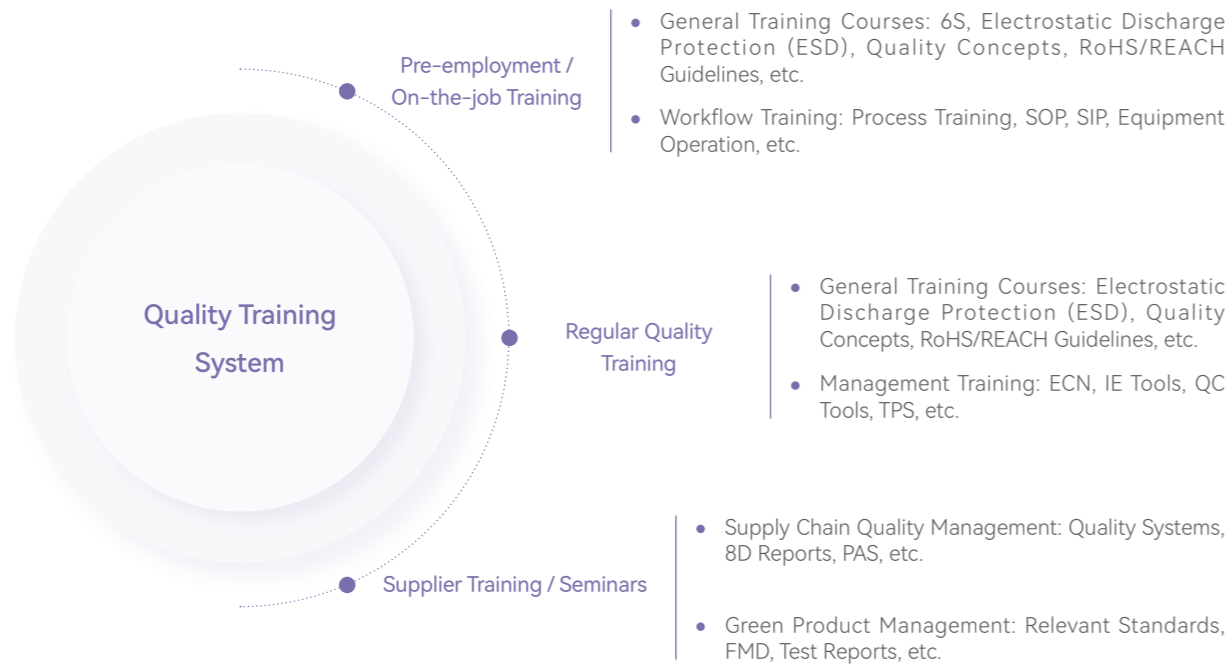 Quality Training
System
Pre-employment /
On-the-job Training
General Training Courses: 6S, Electrostatic Discharge
Protection (ESD), Quality Concepts, RoHS/REACH
Guidelines, etc.
Workflow Training: Process Training, SOP, SIP, Equipment
Operation, etc.
Regular Quality
Training
General Training Courses: Electrostatic
Discharge Protection (ESD), Quality
Concepts, RoHS/REACH Guidelines, etc.
Management Training: ECN, IE Tools, QC
Tools, TPS, etc.
Supplier Training / Seminars
Supply Chain Quality Management: Quality Systems,
8D Reports, PAS, etc.
Green Product Management: Relevant Standards,
FMD, Test Reports, etc.